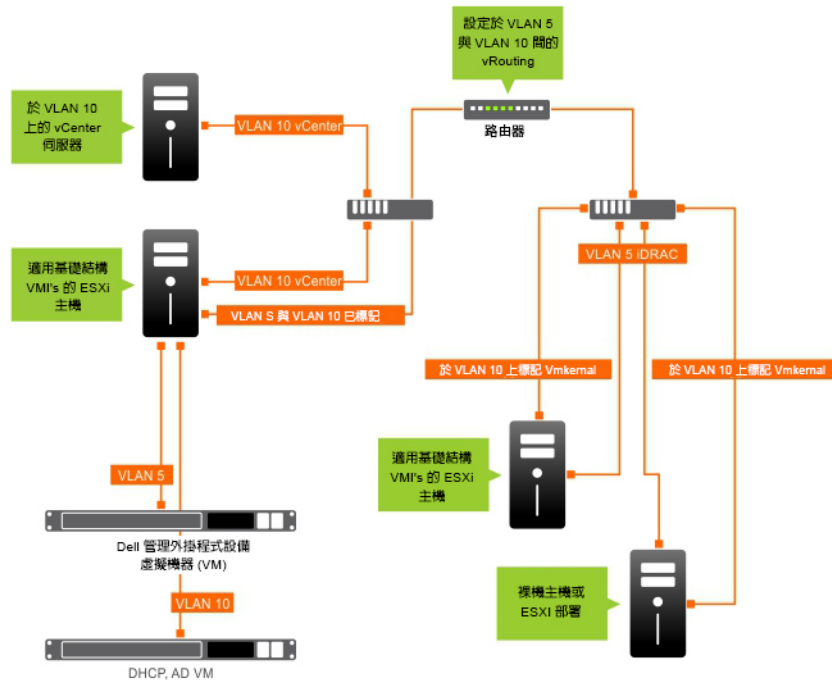 設定於 VLAN 5
與 VLAN 10 間的
vRouting
路由器
於 VLAN 10
上的 vCenter
伺服器
VLAN 10 vCenter
適用基礎結構
VMI's 的 ESXi
主機
VLAN 10 vCenter
VLAN S 與 VLAN 10 已標記
VLAN 5 iDRAC
於 VLAN 10 上標記 Vmkernal
於 VLAN 10 上標記 Vmkernal
適用基礎結構
VMI's 的 ESXi
主機
VLAN 5
Dell 管理外掛程式設備
虛擬機器 (VM)
VLAN 10
DHCP, AD VM
裸機主機或
ESXI 部署